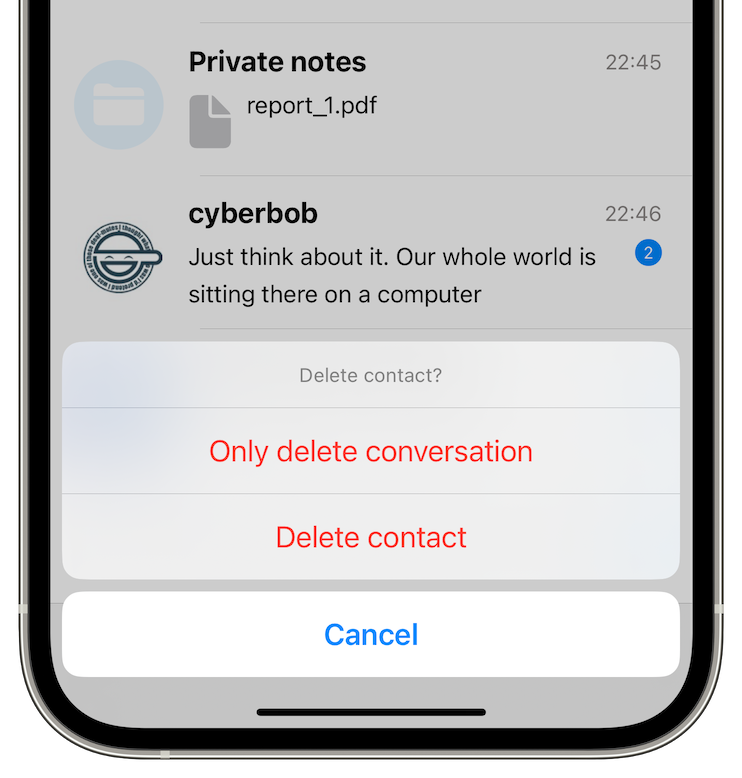 Private notes
22:45
report_1.pdf
cyberbob
22:46
Just think about it. Our whole world is
2
sitting there on a computer
Delete contact?
Only delete conversation
Delete contact
Cancel